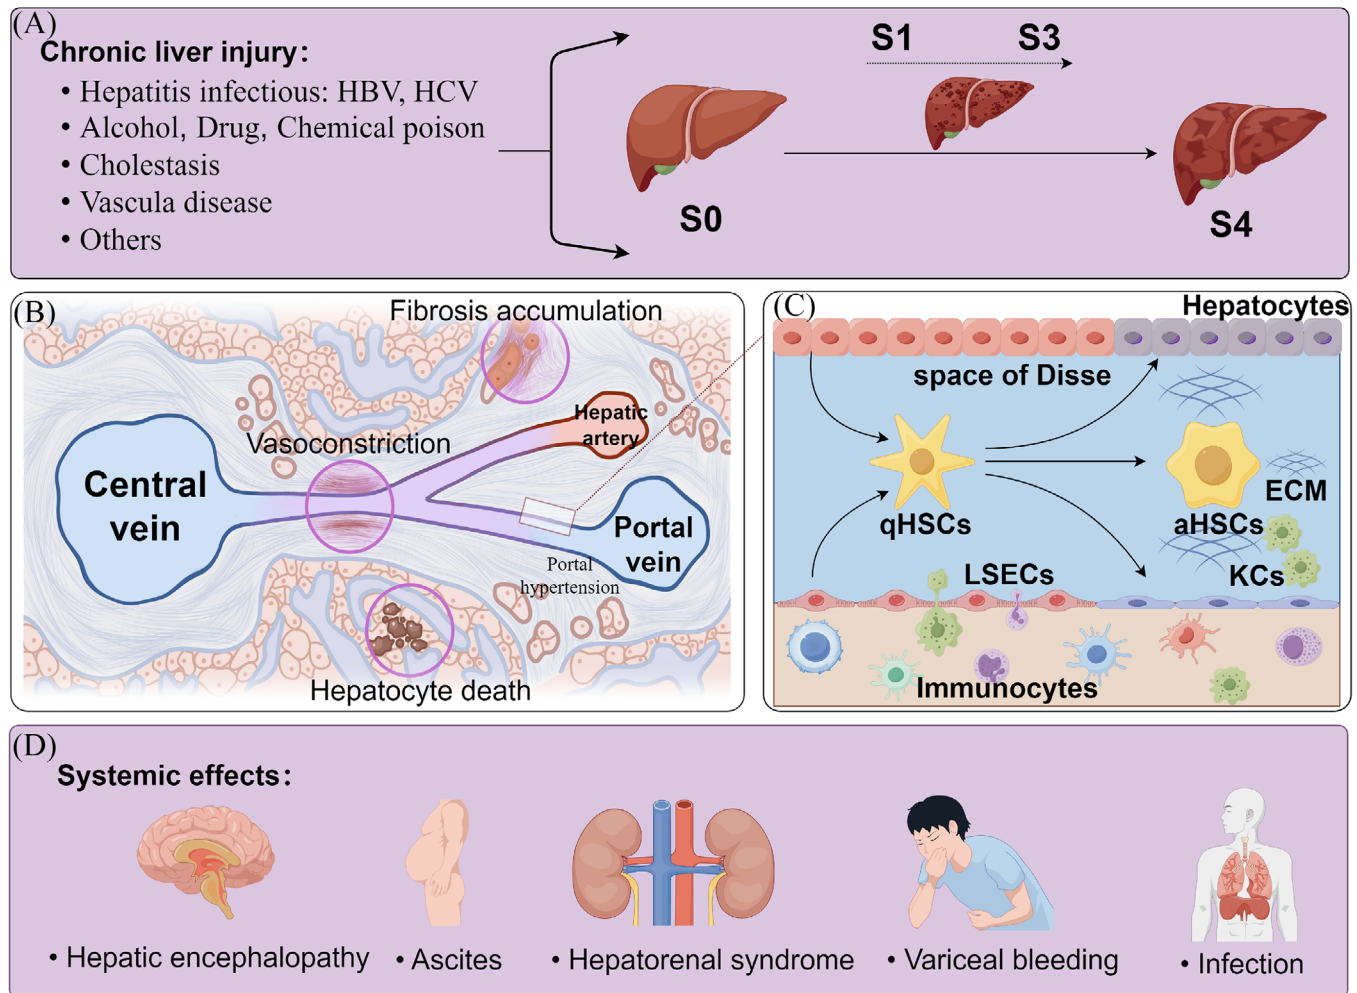 (A)
Chronic liver injury:
• Hepatitis infectious: HBV, HCV
• Alcohol, Drug, Chemical poison
• Cholestasis
• Vascula disease
• Others
S0
S1
S3
S4
(B)
Fibrosis accumulation
Hepatic
artery
Vasoconstriction
Central
vein
Portal
vein
Portal
hypertension
Hepatocyte death
(C)
Hepatocytes
space of Disse
qHSCs
aHSCs
ECM
KCs
LSECs
Immunocytes
(D)
Systemic effects:
• Hepatic encephalopathy
• Ascites
• Hepatorenal syndrome
• Variceal bleeding
• Infection